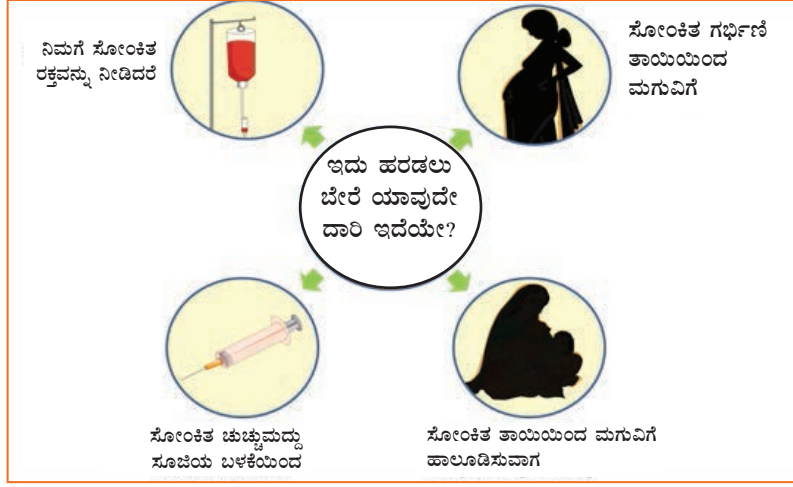 ನಿಮಗೆ ಸೋಂಕಿತ
ರಕ್ತವನ್ನು ನೀಡಿದರೆ
ಸೋಂಕಿತ ಗರ್ಭಿಣಿ
ತಾಯಿಯಿಂದ
ಮಗುವಿಗೆ
ಇದು ಹರಡಲು
ಬೇರೆ ಯಾವುದೇ
ದಾರಿ ಇದೆಯೇ?
ಸೋಂಕಿತ ಚುಚ್ಚುಮದ್ದು
ಸೂಜಿಯ ಬಳಕೆಯಿಂದ
ಸೋಂಕಿತ ತಾಯಿಯಿಂದ ಮಗುವಿಗೆ
ಹಾಲೂಡಿಸುವಾಗ